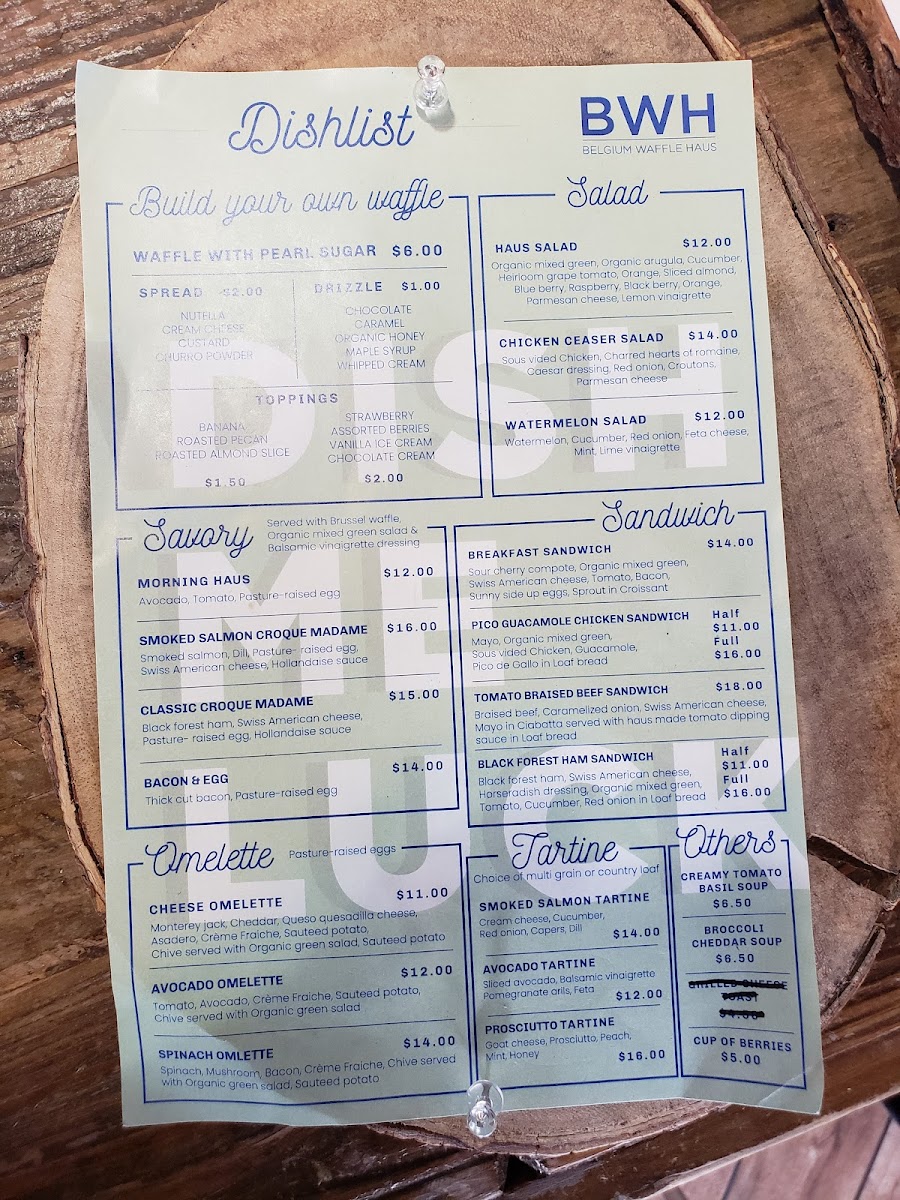 Dishlist
BWH
BELGIUM WAFFLE HAUS
Build your own waffle
WAFFLE WITH PEARL SUGAR $6.00
SPREAD $2.00
NUTELLA
CREAM CHEESE
CUSTARD
CHURRO POWDER
DRIZZLE $1.00
CHOCOLATE
CARAMEL
ORGANIC HONEY
MAPLE SYRUP
WHIPPED CREAM
TOPPINGS
BANANA
ROASTED PECAN
ROASTED ALMOND SLICE
$1.50
STRAWBERRY
ASSORTED BERRIES
VANILLA ICE CREAM
CHOCOLATE CREAM
$2.00
Salad
HAUS SALAD $12.00
Organic mixed green, Organic arugula, Cucumber,
Heirloom grape tomato, Orange, Sliced almond,
Blue berry, Raspberry, Black berry, Orange,
Parmesan cheese, Lemon vinaigrette
CHICKEN CEASER SALAD $14.00
Sous vided Chicken, Charred hearts of romaine,
Caesar dressing, Red onion, Croutons,
Parmesan cheese
WATERMELON SALAD $12.00
Watermelon, Cucumber, Red onion, Feta cheese,
Mint, Lime vinaigrette
DISH
ME
LUCK
Savory
Served with Brussel waffle,
Organic mixed green salad &
Balsamic vinaigrette dressing
MORNING HAUS $12.00
Avocado, Tomato, Pasture-raised egg
SMOKED SALMON CROQUE MADAME $16.00
Smoked salmon, Dill, Pasture- raised egg,
Swiss American cheese, Hollandaise sauce
CLASSIC CROQUE MADAME $15.00
Black forest ham, Swiss American cheese,
Pasture- raised egg, Hollandaise sauce
BACON & EGG $14.00
Thick cut bacon, Pasture-raised egg
Sandwich
BREAKFAST SANDWICH $14.00
Sour cherry compote, Organic mixed green,
Swiss American cheese, Tomato, Bacon,
Sunny side up eggs, Sprout in Croissant
PICO GUACAMOLE CHICKEN SANDWICH
Mayo, Organic mixed green,
Sous vided Chicken, Guacamole,
Pico de Gallo in Loaf bread
Half
$11.00
Full
$16.00
TOMATO BRAISED BEEF SANDWICH $18.00
Braised beef, Caramelized onion, Swiss American cheese,
Mayo in Ciabatta served with haus made tomato dipping
sauce in Loaf bread
BLACK FOREST HAM SANDWICH
Black forest ham, Swiss American cheese,
Horseradish dressing, Organic mixed green,
Tomato, Cucumber, Red onion in Loaf bread
Half
$11.00
Full
$16.00
Omelette
Pasture-raised eggs
CHEESE OMELETTE $11.00
Monterey jack, Cheddar, Queso quesadilla cheese,
Asadero, Crème Fraiche, Sauteed potato,
Chive served with Organic green salad, Sauteed potato
AVOCADO OMELETTE $12.00
Tomato, Avocado, Crème Fraiche, Sauteed potato,
Chive served with Organic green salad
SPINACH OMLETTE $14.00
Spinach, Mushroom, Bacon, Crème Fraiche, Chive served
with Organic green salad, Sauteed potato
Tartine
Choice of multi grain or country loaf
SMOKED SALMON TARTINE
Cream cheese, Cucumber,
Red onion, Capers, Dill $14.00
AVOCADO TARTINE
Sliced avocado, Balsamic vinaigrette
Pomegranate arils, Feta $12.00
PROSCIUTTO TARTINE
Goat cheese, Prosciutto, Peach,
Mint, Honey $16.00
Others
CREAMY TOMATO
BASIL SOUP
$6.50
BROCCOLI
CHEDDAR SOUP
$6.50
GRILLED CHEESE
TOAST
CUP OF BERRIES
$5.00